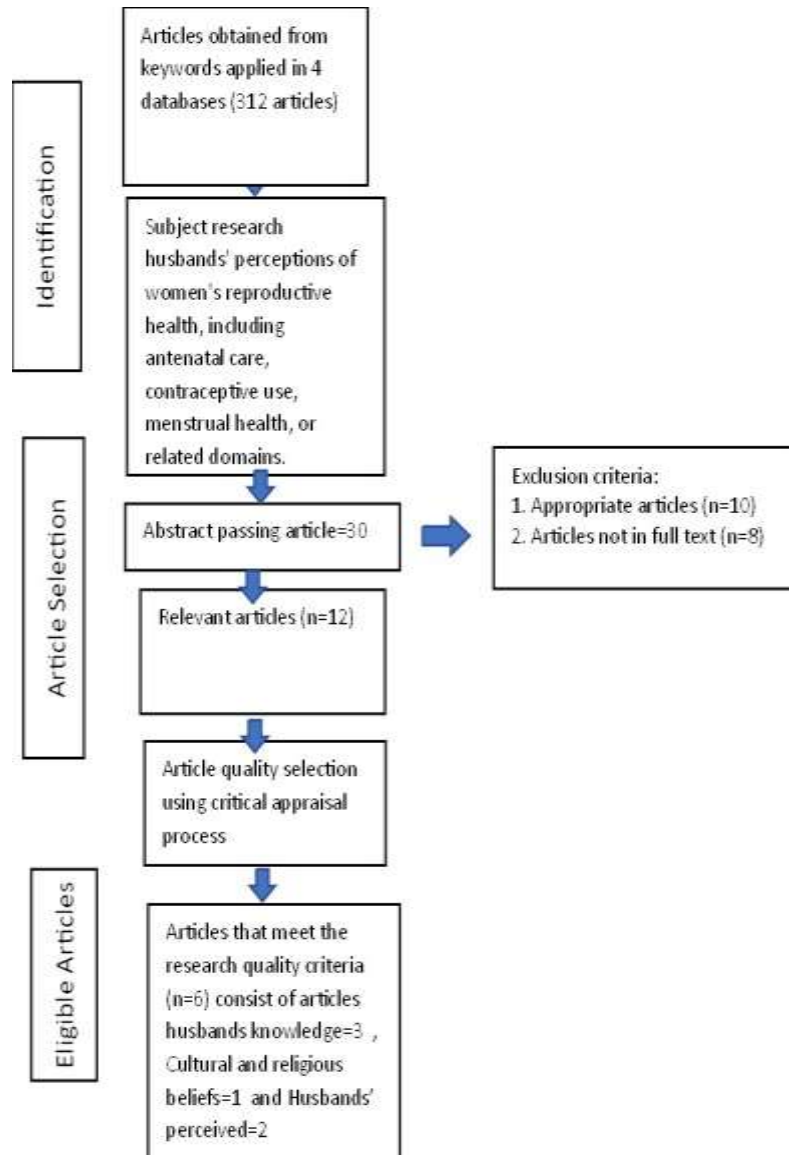 Identification
Articles obtained from
keywords applied in 4
databases (312 articles)
Subject research
husbands' perceptions of
women's reproductive
health, including
antenatal care,
contraceptive use,
menstrual health, or
related domains.
Article Selection
Abstract passing article=30
Exclusion criteria:
1. Appropriate articles (n=10)
2. Articles not in full text (n=8)
Relevant articles (n=12)
Article quality selection
using critical appraisal
process
Eligible Articles
Articles that meet the
research quality criteria
(n=6) consist of articles
husbands knowledge=3 ,
Cultural and religious
beliefs=1 and Husbands'
perceived=2